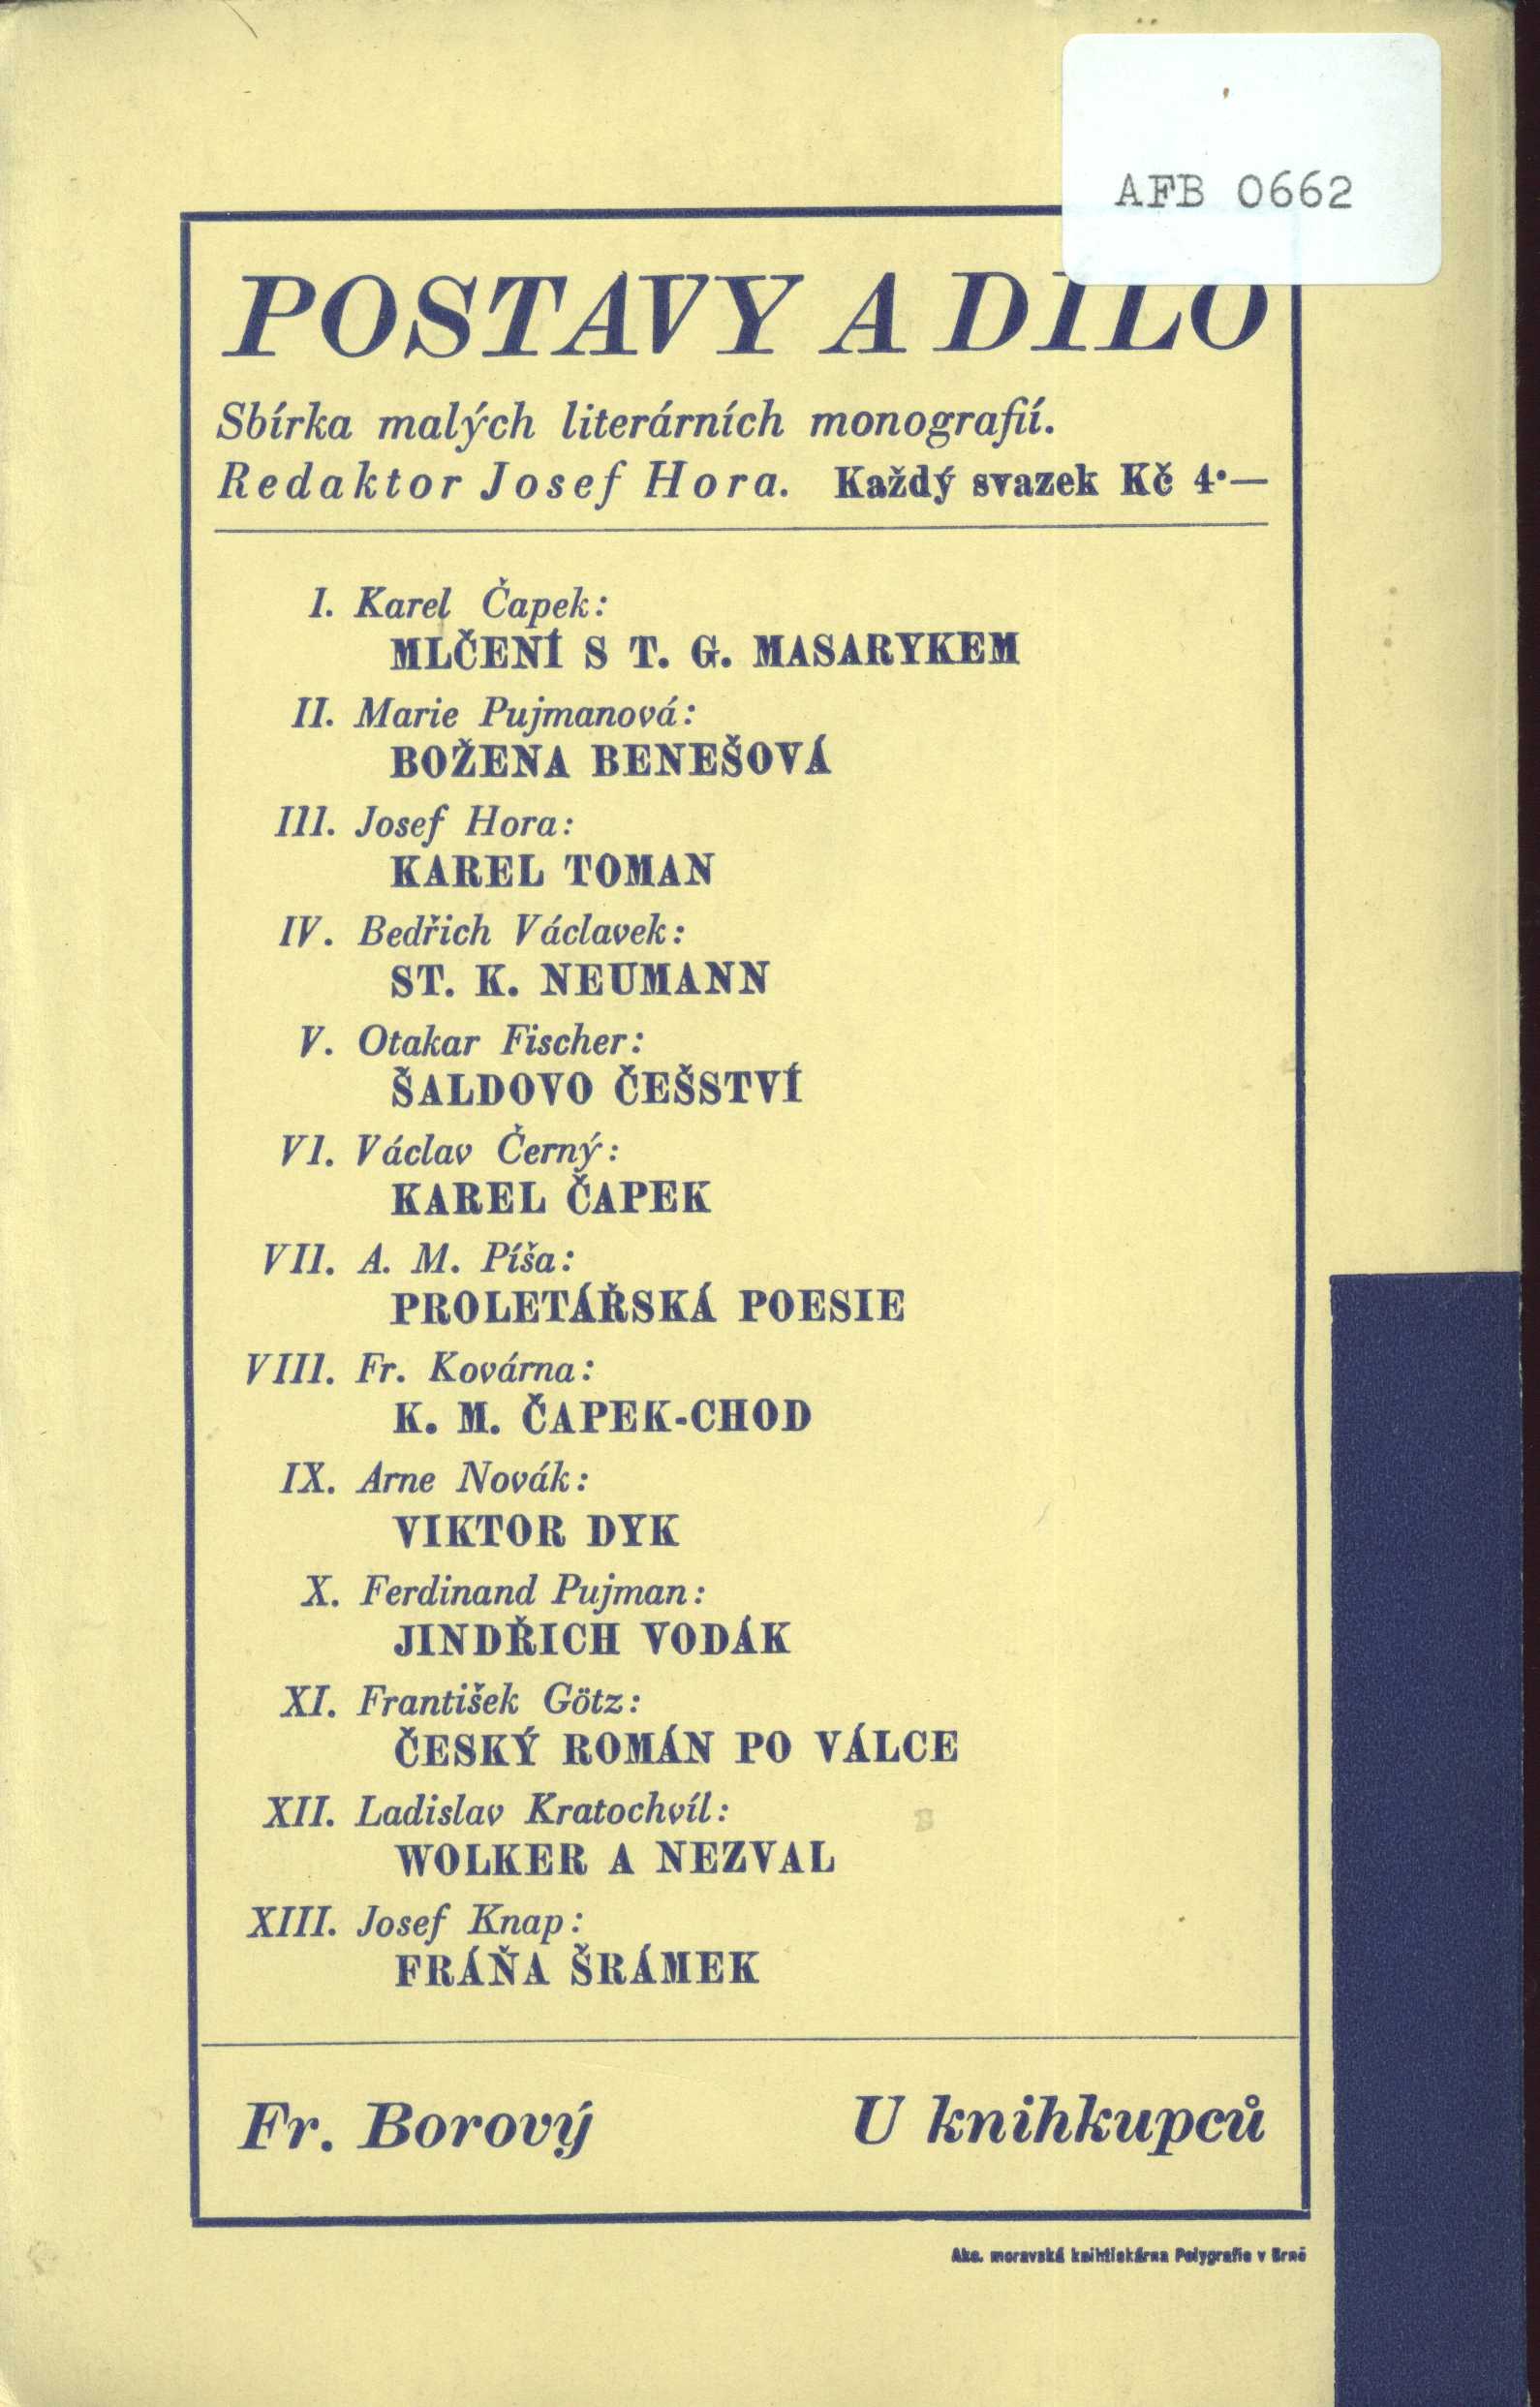 AFB 0662
POSTAVY A DÍLO
Sbírka malých literárních monografií.
Redaktor Josef Hora. Každý svazek Kč 4·—
I. Karel Čapek:
MLČENÍ S T. G. MASARYKEM
II. Marie Pujmanová:
BOŽENA BENEŠOVÁ
III. Josef Hora:
KAREL TOMAN
IV. Bedřich Václavek:
ST. K. NEUMANN
V. Otakar Fischer:
ŠALDOVO ČEŠSTVÍ
VI. Václav Černý:
KAREL ČAPEK
VII. A. M. Píša:
PROLETÁŘSKÁ POESIE
VIII. Fr. Kovárna:
K. M. ČAPEK-CHOD
IX. Arne Novák:
VIKTOR DYK
X. Ferdinand Pujman:
JINDŘICH VODÁK
XI. František Götz:
ČESKÝ ROMÁN PO VÁLCE
XII. Ladislav Kratochvíl:
WOLKER A NEZVAL
XIII. Josef Knap:
FRÁŇA ŠRÁMEK
Fr. Borový U knihkupců
Akc. moravská knihtiskárna Polygrafie v Brně